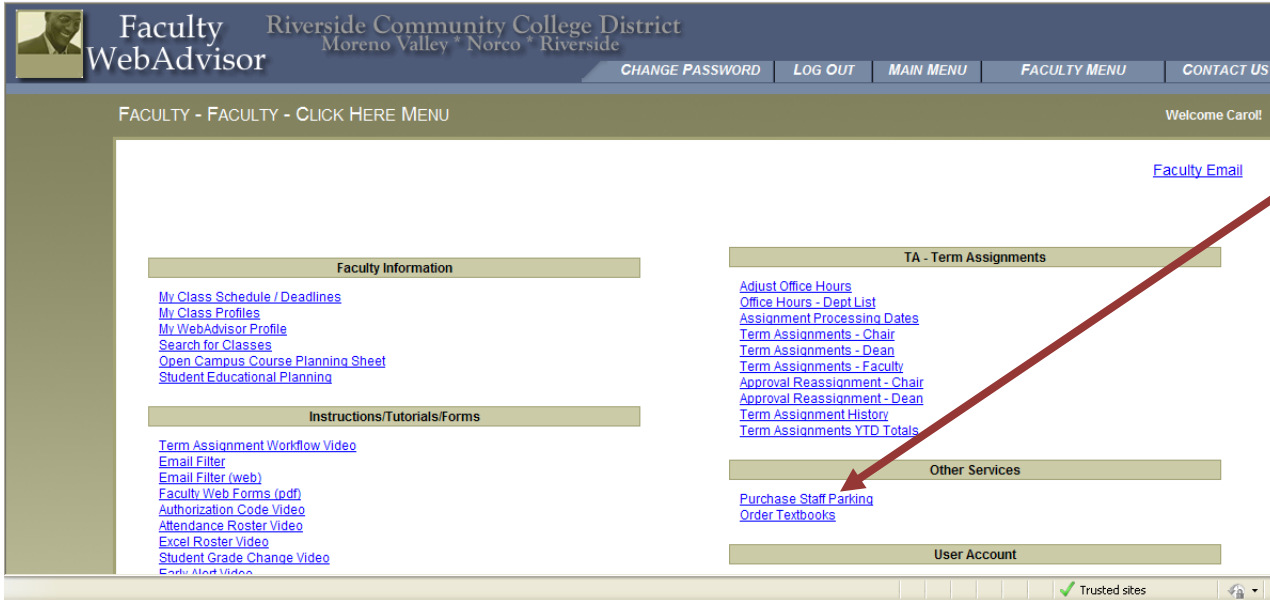 Faculty
WebAdvisor
Riverside Community College District
Moreno Valley * Norco * Riverside
CHANGE PASSWORD LOG OUT MAIN MENU FACULTY MENU CONTACT US
FACULTY - FACULTY - CLICK HERE MENU
Welcome Carol!
Faculty Email
Faculty Information
My Class Schedule / Deadlines
My Class Profiles
My WebAdvisor Profile
Search for Classes
Open Campus Course Planning Sheet
Student Educational Planning
Instructions/Tutorials/Forms
Term Assignment Workflow Video
Email Filter
Email Filter (web)
Faculty Web Forms (pdf)
Authorization Code Video
Attendance Roster Video
Excel Roster Video
Student Grade Change Video
Early Alert Video
TA - Term Assignments
Adjust Office Hours
Office Hours - Dept List
Assignment Processing Dates
Term Assignments - Chair
Term Assignments - Dean
Term Assignments - Faculty
Approval Reassignment - Chair
Approval Reassignment - Dean
Term Assignment History
Term Assignments YTD Totals
Other Services
Purchase Staff Parking
Order Textbooks
User Account
Trusted sites